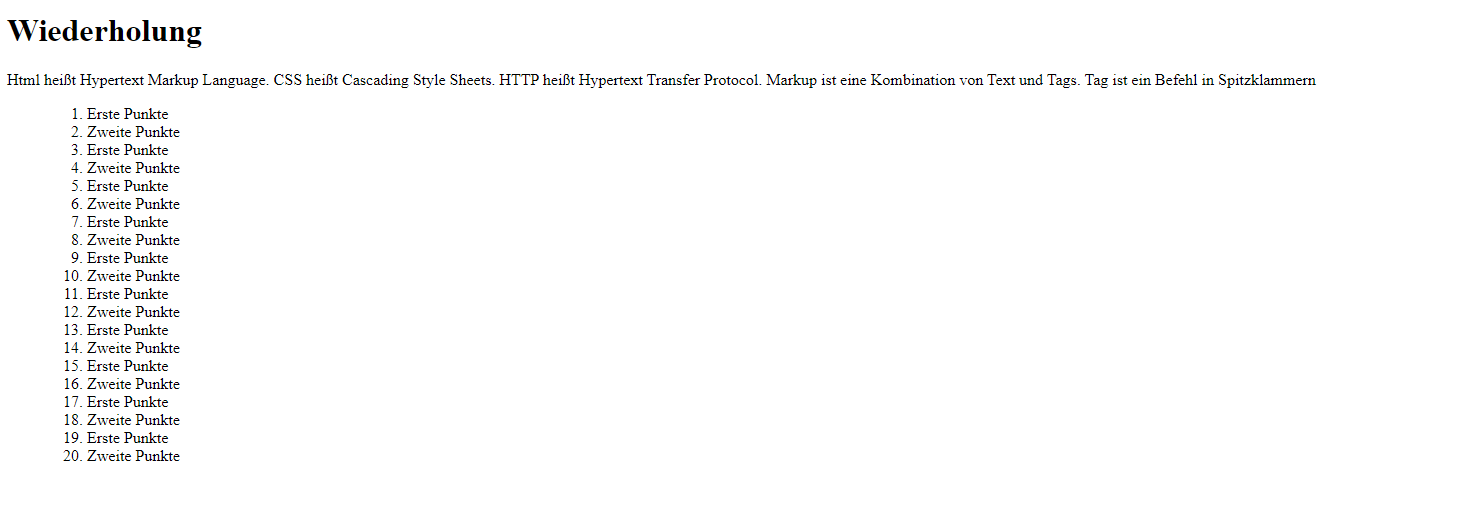 Wiederholung
Html heißt Hypertext Markup Language. CSS heißt Cascading Style Sheets. HTTP heißt Hypertext Transfer Protocol. Markup ist eine Kombination von Text und Tags. Tag ist ein Befehl in Spitzklammern
1. Erste Punkte
2. Zweite Punkte
3. Erste Punkte
4. Zweite Punkte
5. Erste Punkte
6. Zweite Punkte
7. Erste Punkte
8. Zweite Punkte
9. Erste Punkte
10. Zweite Punkte
11. Erste Punkte
12. Zweite Punkte
13. Erste Punkte
14. Zweite Punkte
15. Erste Punkte
16. Zweite Punkte
17. Erste Punkte
18. Zweite Punkte
19. Erste Punkte
20. Zweite Punkte